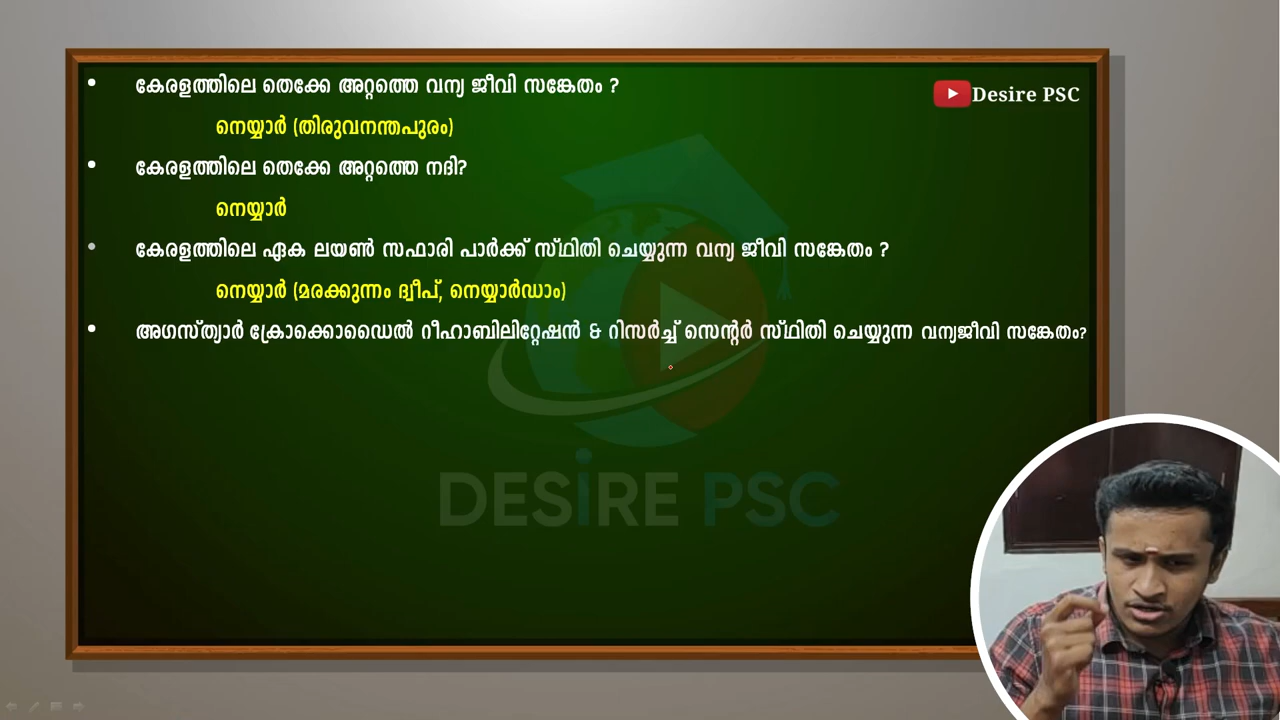 • കേരളത്തിലെ തെക്കേ അറ്റത്തെ വന്യ ജീവി സങ്കേതം ?
Desire PSC
നെയ്യാർ (തിരുവനന്തപുരം)
• കേരളത്തിലെ തെക്കേ അറ്റത്തെ നദി?
നെയ്യാർ
• കേരളത്തിലെ ഏക ലയൺ സഫാരി പാർക്ക് സ്ഥിതി ചെയ്യുന്ന വന്യ ജീവി സങ്കേതം ?
നെയ്യാർ (മരക്കുന്നം ദ്വീപ്, നെയ്യാർഡാം)
• അഗസ്ത്യാർ ക്രോക്കൊഡൈൽ റീഹാബിലിറ്റേഷൻ & റിസർച്ച് സെന്റർ സ്ഥിതി ചെയ്യുന്ന വന്യജീവി സങ്കേതം?
DESiRE PSC